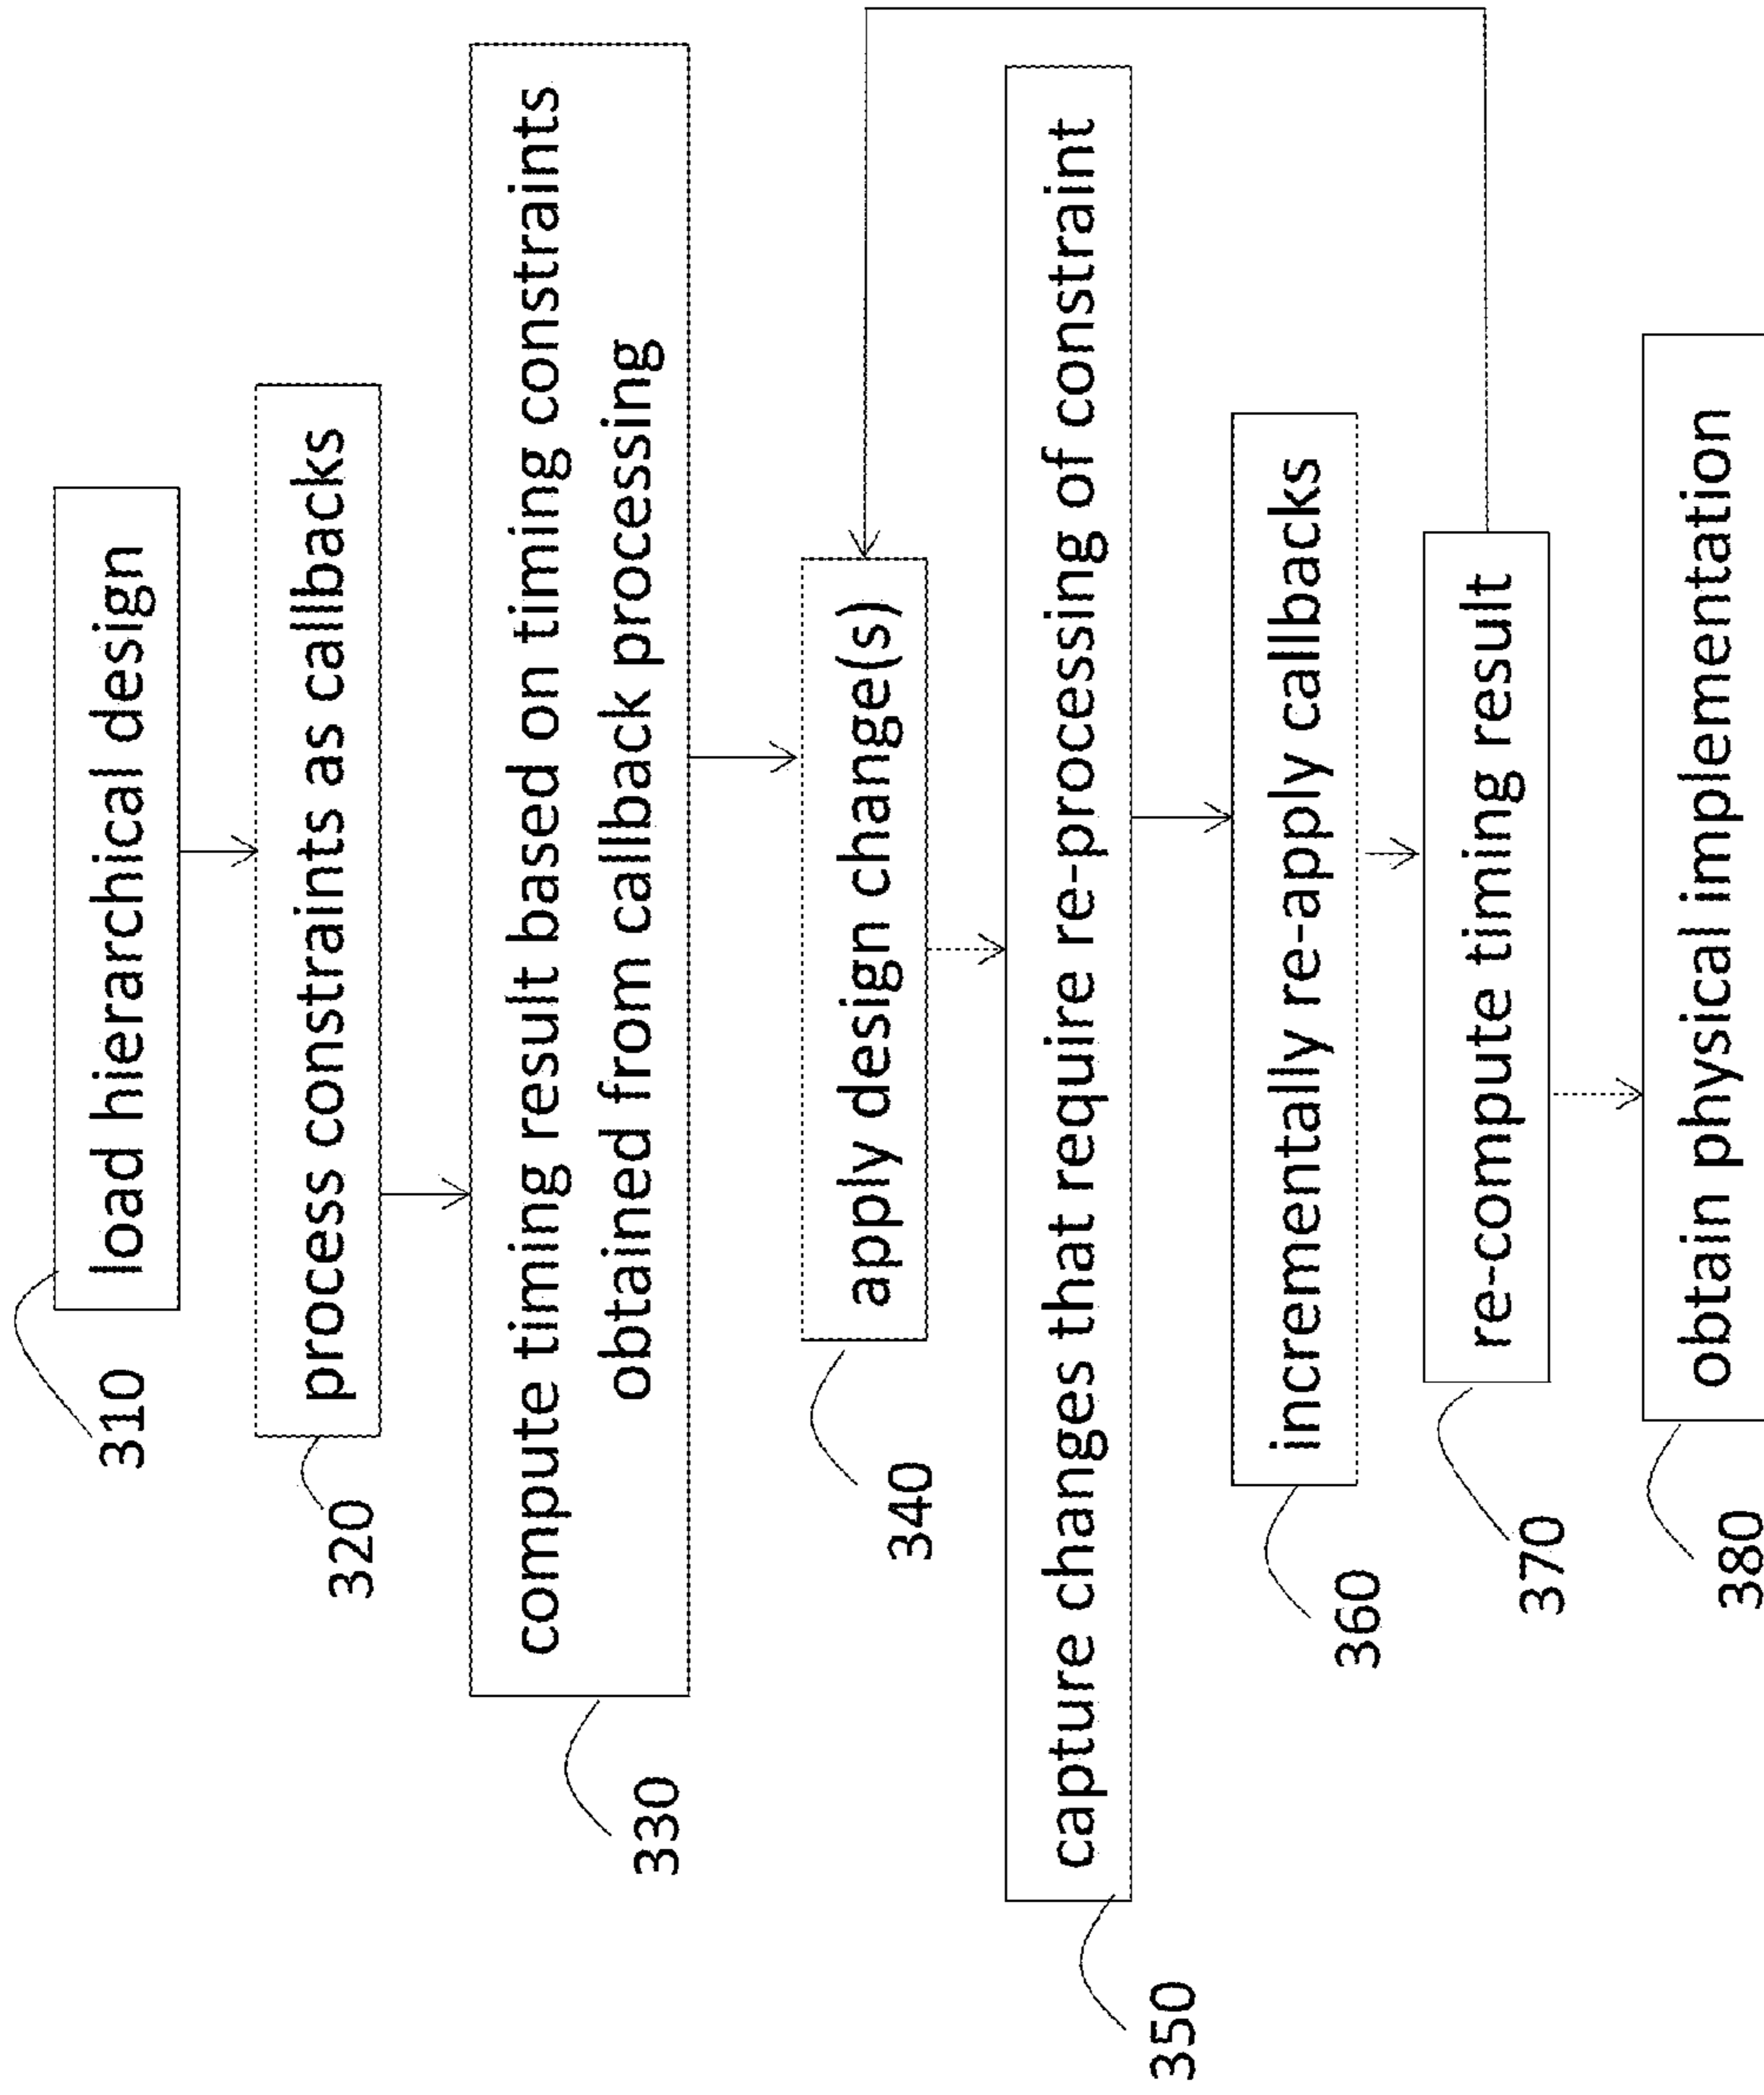 310
load hierarchical design
320
process constraints as callbacks
330
compute timing result based on timing constraints
obtained from callback processing
340
apply design change(s)
350
capture changes that require re-processing of constraint
360
incrementally re-apply callbacks
370
re-compute timing result
380
obtain physical implementation